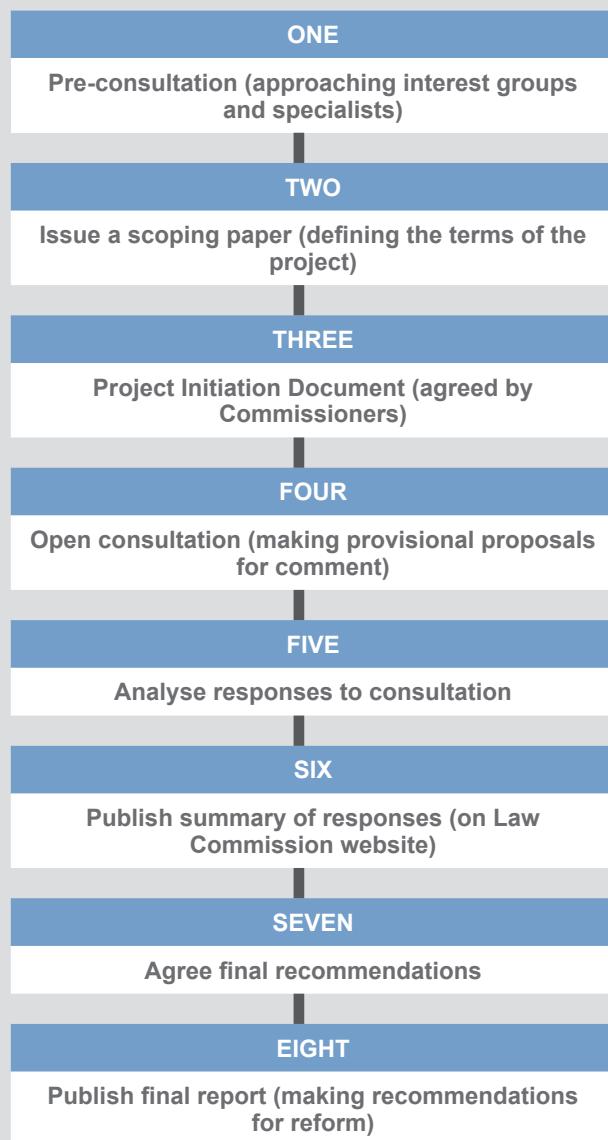 ONE
Pre-consultation (approaching interest groups
and specialists)
TWO
Issue a scoping paper (defining the terms of the
project)
THREE
Project Initiation Document (agreed by
Commissioners)
FOUR
Open consultation (making provisional proposals
for comment)
FIVE
Analyse responses to consultation
SIX
Publish summary of responses (on Law
Commission website)
SEVEN
Agree final recommendations
EIGHT
Publish final report (making recommendations
for reform)